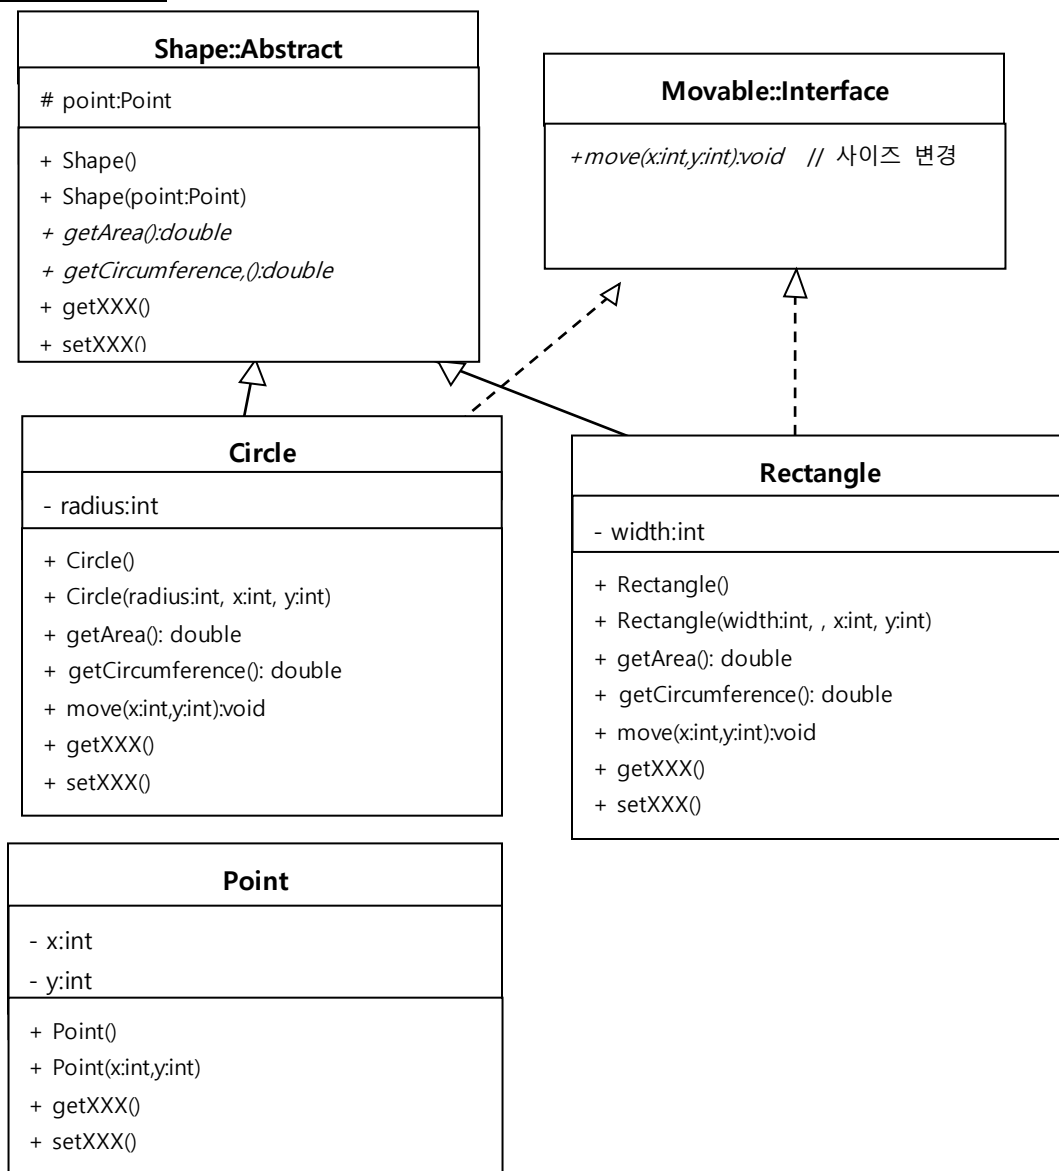 Shape::Abstract
# point:Point
+ Shape()
+ Shape(point:Point)
+ getArea():double
+ getCircumference,():double
+ getXXX()
+ setXXX()
Movable::Interface
+move(x:int,y:int):void // 사이즈 변경
Circle
- radius:int
+ Circle()
+ Circle(radius:int, x:int, y:int)
+ getArea(): double
+ getCircumference(): double
+ move(x:int,y:int):void
+ getXXX()
+ setXXX()
Rectangle
- width:int
+ Rectangle()
+ Rectangle(width:int, , x:int, y:int)
+ getArea(): double
+ getCircumference(): double
+ move(x:int,y:int):void
+ getXXX()
+ setXXX()
Point
- x:int
- y:int
+ Point()
+ Point(x:int,y:int)
+ getXXX()
+ setXXX()